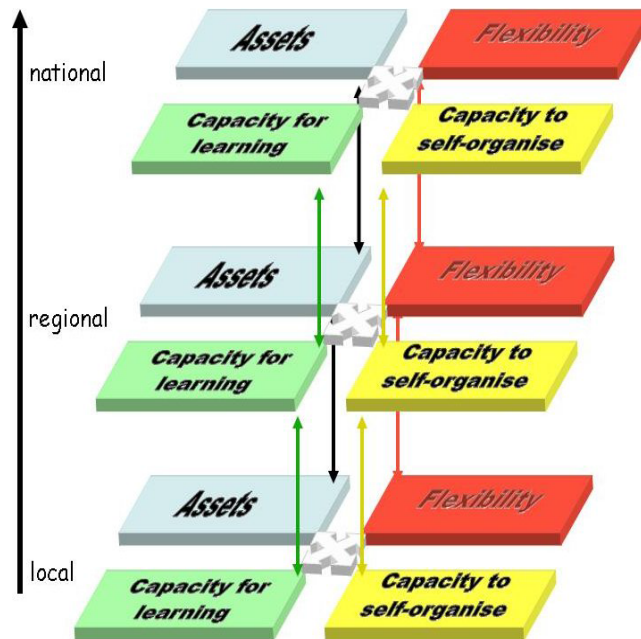 Assets
Flexibility
national
Capacity for
learning
Capacity to
self-organise
Assets
Flexibility
regional
Capacity for
learning
Capacity to
self-organise
Assets
Flexibility
local
Capacity for
learning
Capacity to
self-organise